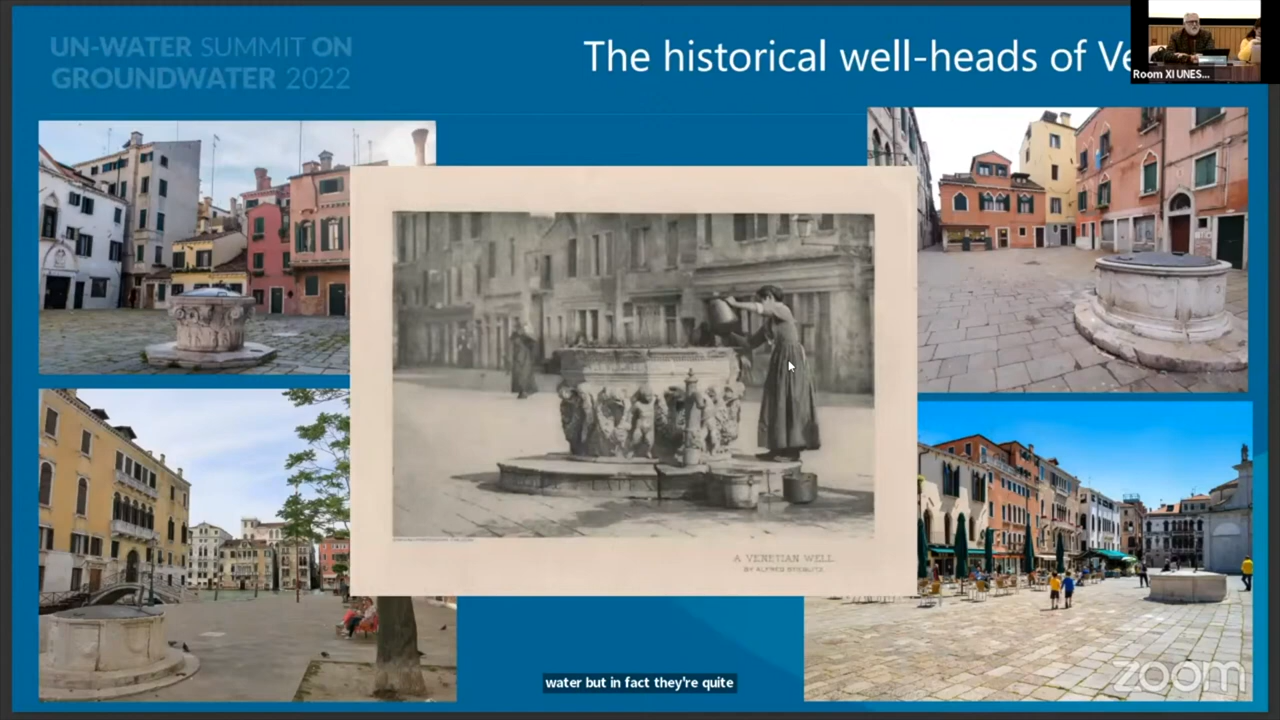 UN-WATER SUMMIT ON
GROUNDWATER 2022
The historical well-heads of Ve
Room XI UNES...
A VENETIAN WELL
BY ALFRED STIEGLITZ
water but in fact they're quite
zoom